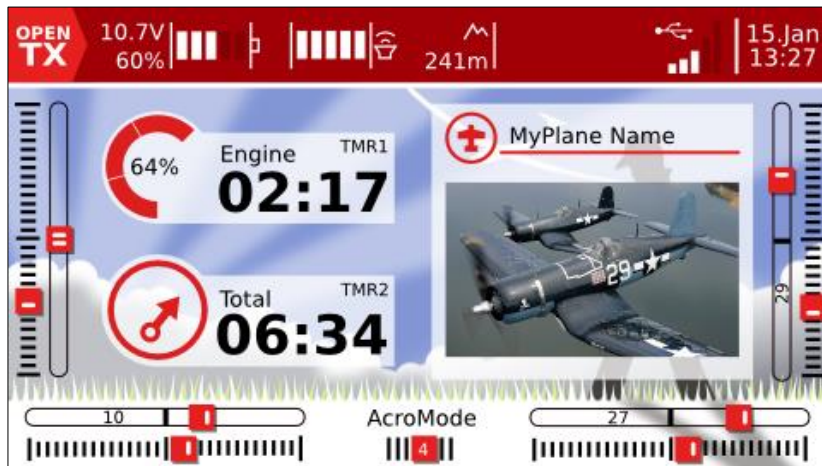 OPEN
TX
10.7V
60%
241m
15.Jan
13:27
64%
Engine
TMR1
02:17
Total
TMR2
06:34
MyPlane Name
29
62
10
AcroMode
4
27